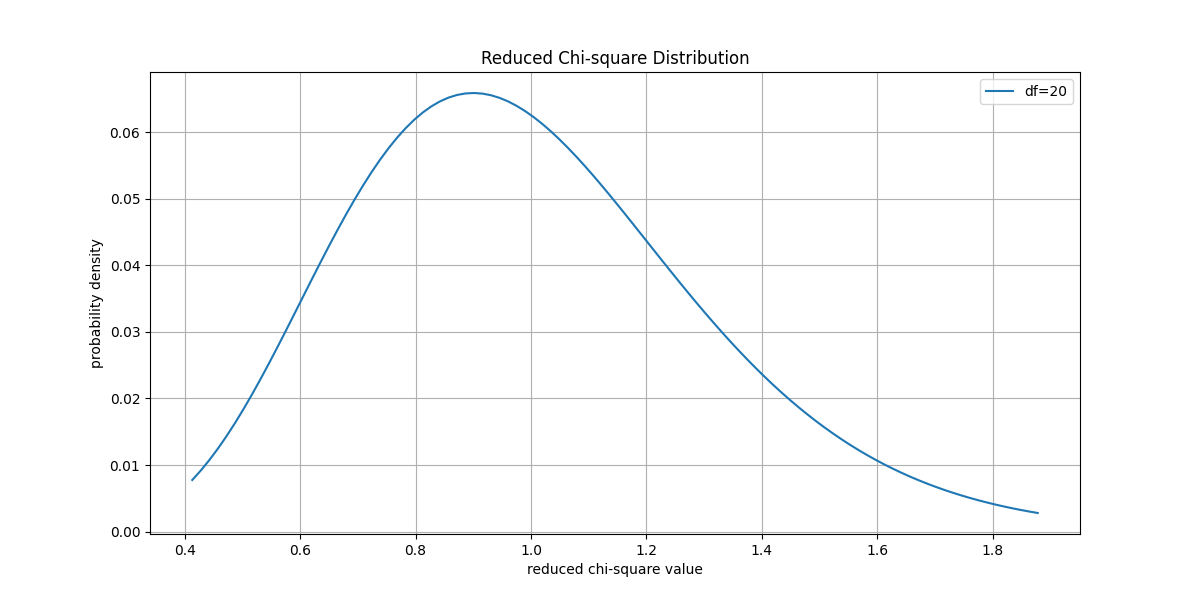 Reduced Chi-square Distribution
df=20
probability density
0.06
0.05
0.04
0.03
0.02
0.01
0.00
0.4 0.6 0.8 1.0 1.2 1.4 1.6 1.8
reduced chi-square value